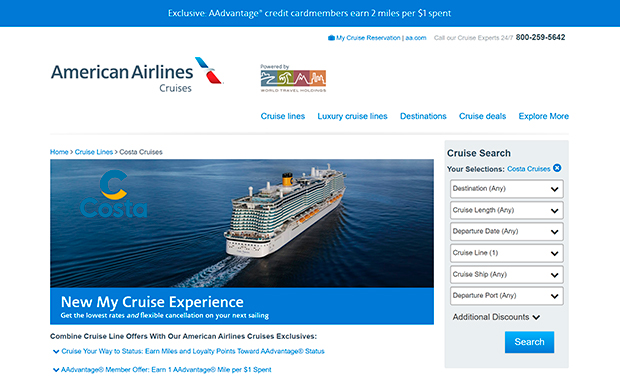 Exclusive: AAdvantage® credit cardmembers earn 2 miles per $1 spent
My Cruise Reservation | aa.com Call our Cruise Experts 24/7 800-259-5642
American Airlines
Cruises
Powered by
WORLD TRAVEL HOLDINGS
Cruise lines Luxury cruise lines Destinations Cruise deals Explore More
Home > Cruise Lines > Costa Cruises
Costa
New My Cruise Experience
Get the lowest rates and flexible cancellation on your next sailing
Combine Cruise Line Offers With Our American Airlines Cruises Exclusives:
Cruise Your Way to Status: Earn Miles and Loyalty Points Toward AAdvantage® Status
AAdvantage® Member Offer: Earn 1 AAdvantage® Mile per $1 Spent
Cruise Search
Your Selections: Costa Cruises
Destination (Any)
Cruise Length (Any)
Departure Date (Any)
Cruise Line (1)
Cruise Ship (Any)
Departure Port (Any)
Additional Discounts
Search